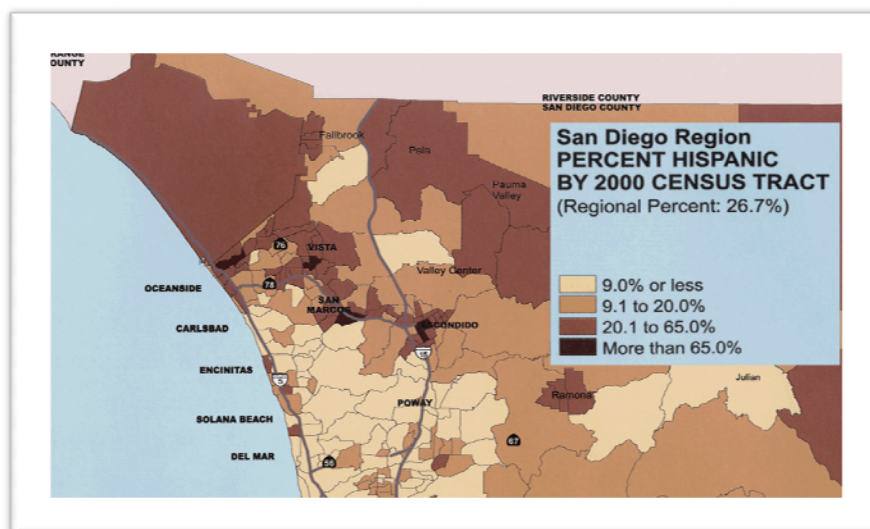 RANGE
OUNTY
RIVERSIDE COUNTY
SAN DIEGO COUNTY
San Diego Region
PERCENT HISPANIC
BY 2000 CENSUS TRACT
(Regional Percent: 26.7%)
9.0% or less
9.1 to 20.0%
20.1 to 65.0%
More than 65.0%
Fallbrook
Pala
Pauma
Valley
76
VISTA
Valley Center
OCEANSIDE
78
SAN
MARCOS
CARLSBAD
ESCONDIDO
15
ENCINITAS
5
Julian
Ramona
POWAY
SOLANA BEACH
67
DEL MAR
56